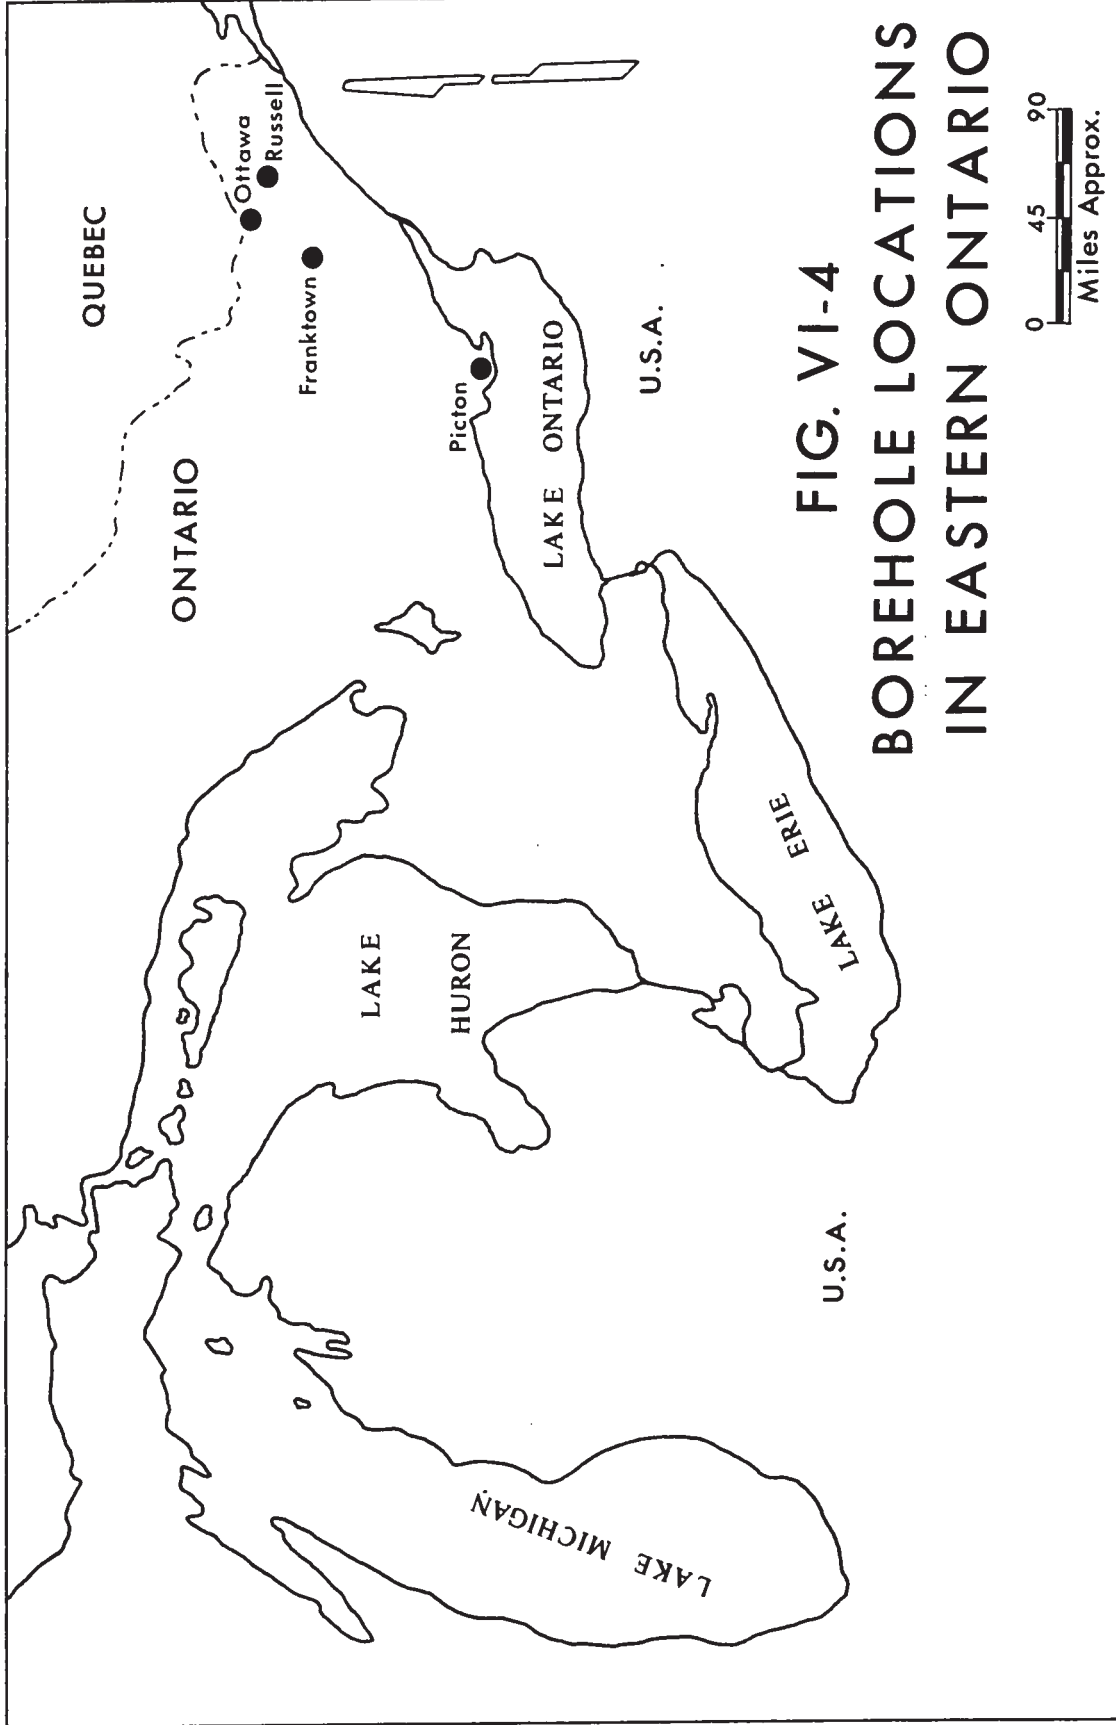 QUEBEC
Ottawa
Russell
Franktown
ONTARIO
Picton
LAKE ONTARIO
U.S.A.
LAKE
HURON
LAKE ERIE
LAKE MICHIGAN
U.S.A.
FIG. VI-4
BOREHOLE LOCATIONS
IN EASTERN ONTARIO
0 45 90
Miles Approx.